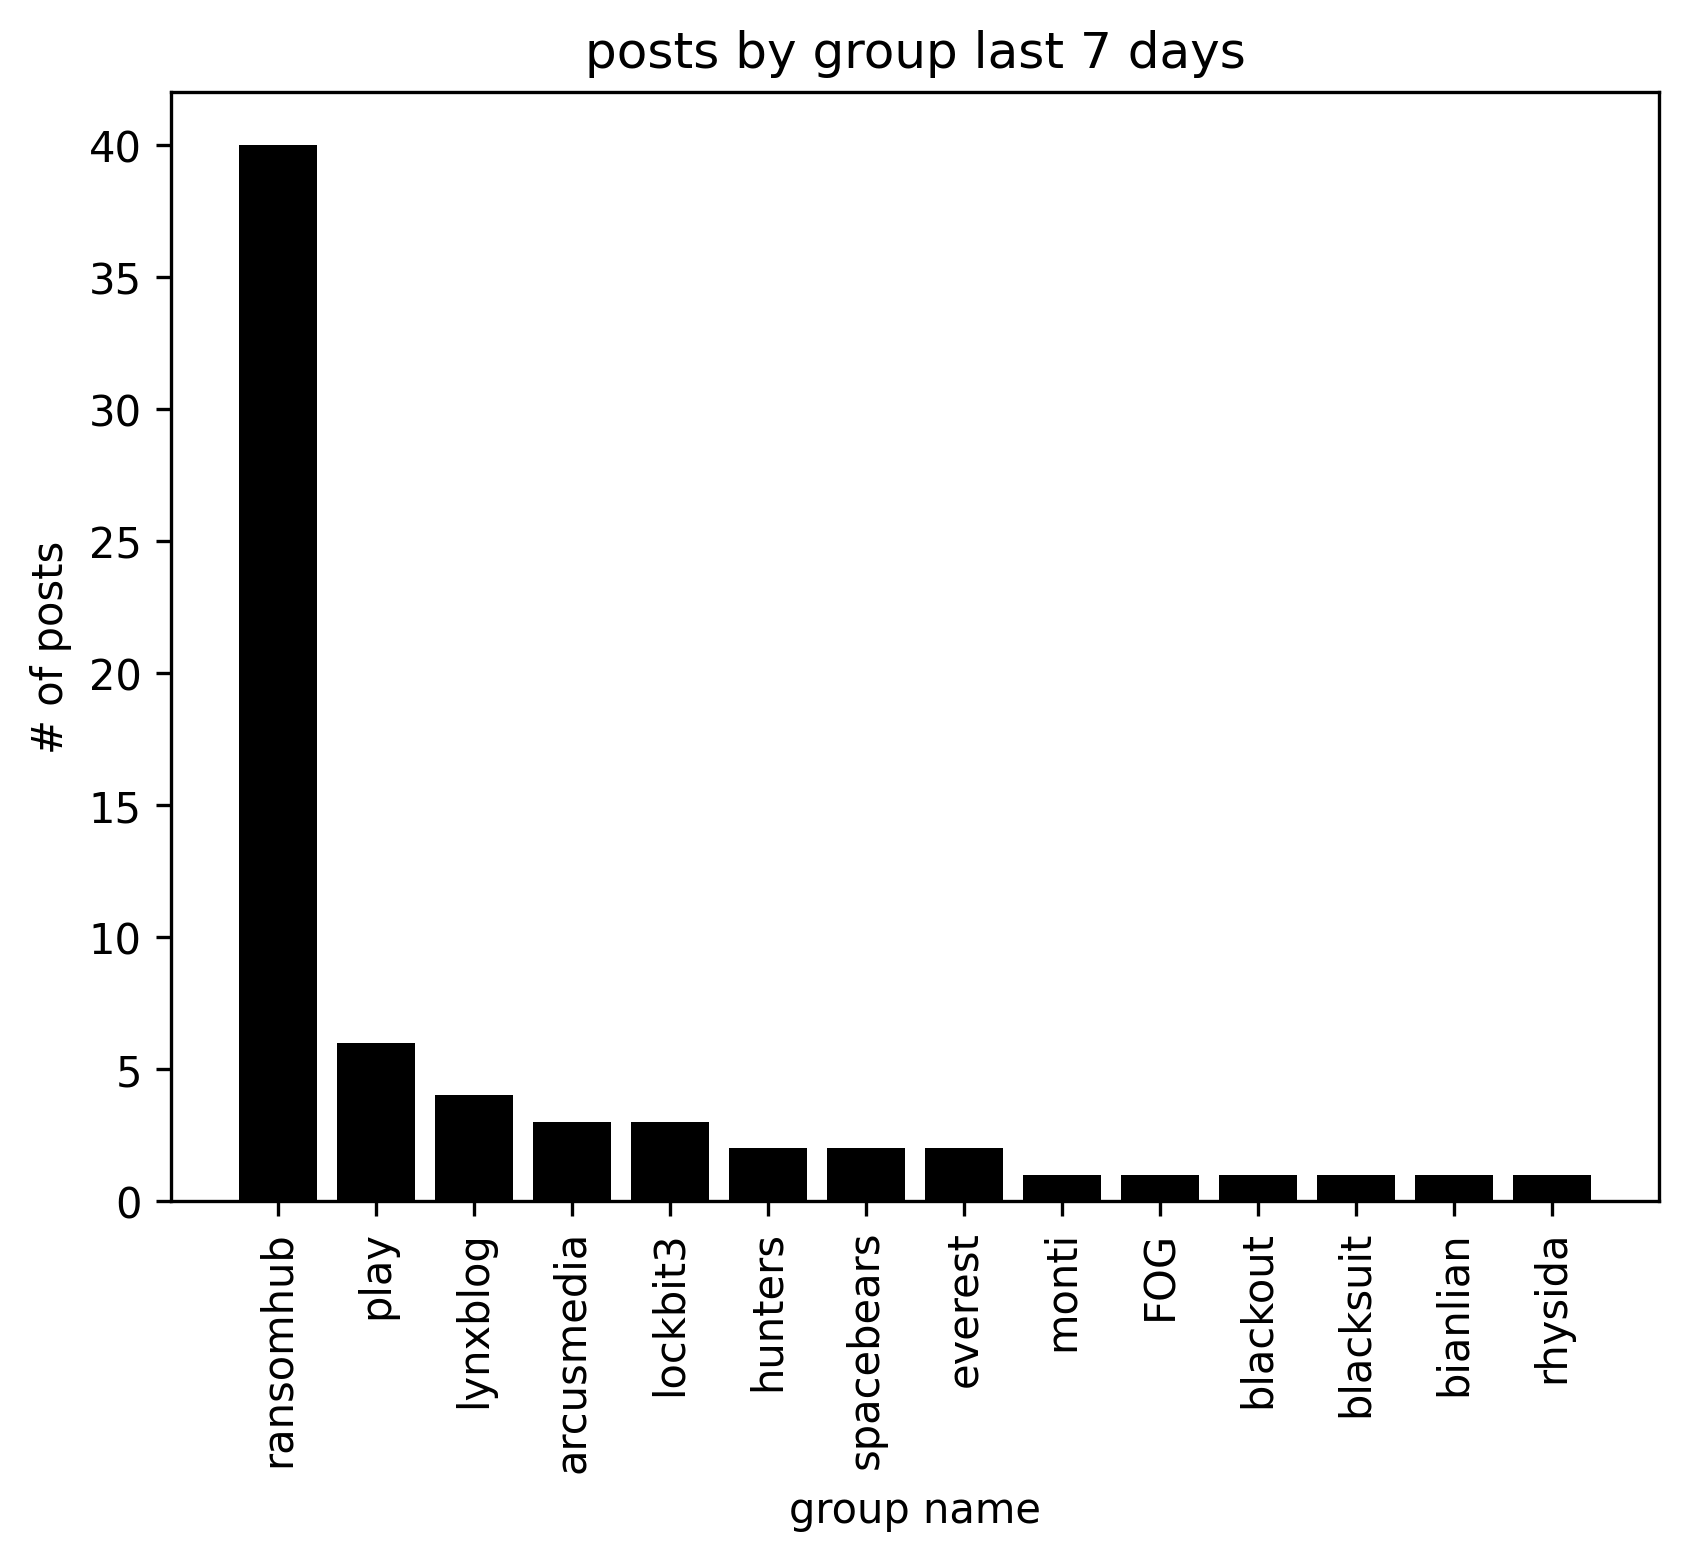 posts by group last 7 days
# of posts
40
35
30
25
20
15
10
5
0
ransomhub
play
lynxblog
arcusmedia
lockbit3
hunters
spacebears
everest
monti
FOG
blackout
blacksuit
bianlian
rhysida
group name